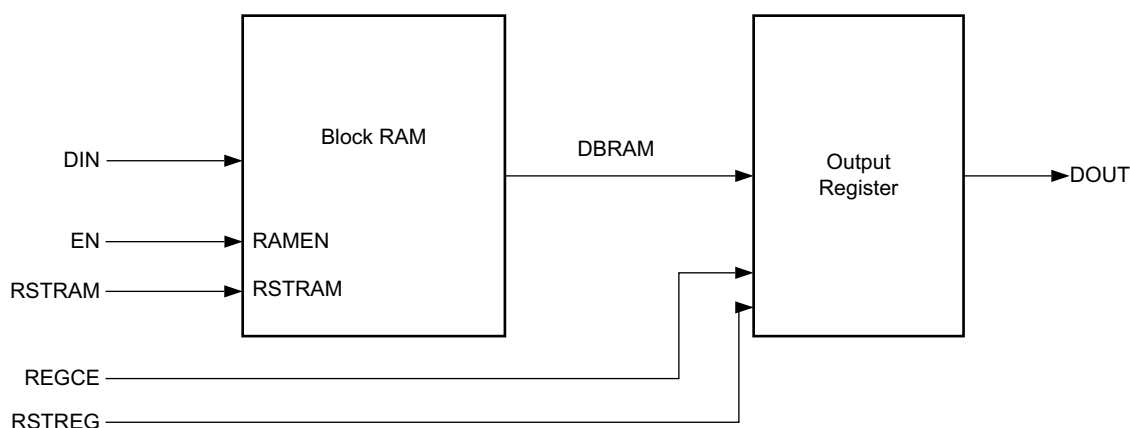 Block RAM
DBRAM
Output
Register
DIN
DOUT
EN
RAMEN
RSTRAM
RSTRAM
REGCE
RSTREG